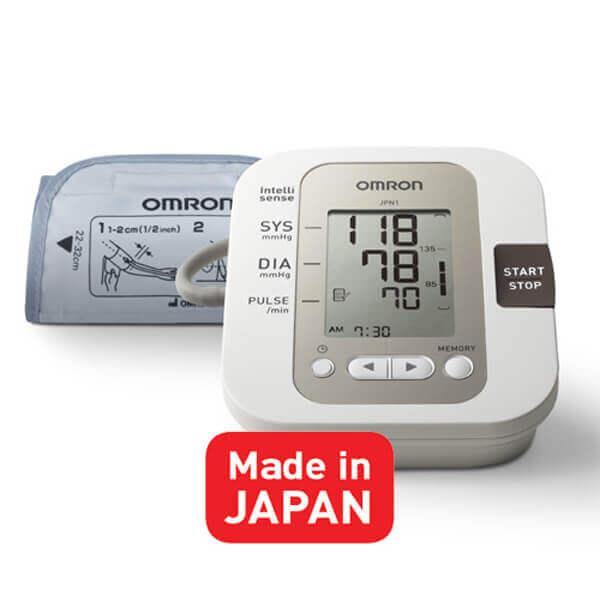 OMRON
1 1-2cm (1/2 inch) 2
22-32cm
Intelli
sense
OMRON
JPN1
SYS
mmHg
118
135
DIA
mmHg
78
85
PULSE
/min
70
AM 7:30
START
STOP
MEMORY
Made in
JAPAN